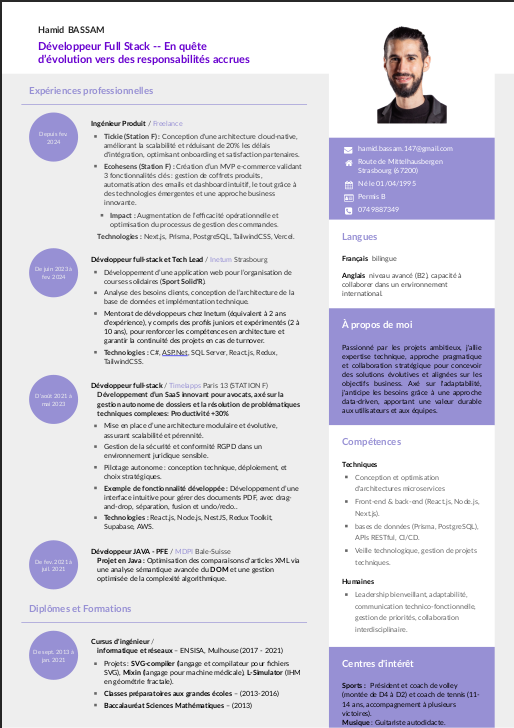 Hamid BASSAM
Développeur Full Stack -- En quête
d'évolution vers des responsabilités accrues
Expériences professionnelles
Depuis fev
2024
Ingénieur Produit / Freelance
Tickie (Station F) : Conception d'une architecture cloud-native,
améliorant la scalabilité et réduisant de 20% les délais
d'intégration, optimisant onboarding et satisfaction partenaires.
Ecohesens (Station F) : Création d'un MVP e-commerce validant
3 fonctionnalités clés : gestion de coffrets produits,
automatisation des emails et dashboard intuitif, le tout grâce à
des technologies émergentes et une approche business
innovante.
Impact : Augmentation de l'efficacité opérationnelle et
optimisation du processus de gestion des commandes.
Technologies : Next.js, Prisma, PostgreSQL, TailwindCSS, Vercel.
De juin 2023 a
fev 2024
Développeur full-stack et Tech Lead / Inetum Strasbourg
Développement d'une application web pour l'organisation de
courses solidaires (Sport Solid'R).
Analyse des besoins clients, conception de l'architecture de la
base de données et implémentation technique.
Mentorat de développeurs chez Inetum (équivalent à 2 ans
d'expérience), y compris des profils juniors et expérimentés (2 à
10 ans), pour renforcer les compétences en architecture et
garantir la continuité des projets en cas de turnover.
Technologies : C#, ASP.Net, SQL Server, React.js, Redux,
TailwindCSS.
D'août 2021 à
mai 2023
Développeur full-stack / Timelapps Paris 13 (STATION F)
Développement d'un SaaS innovant pour avocats, axé sur la
gestion autonome de dossiers et la résolution de problématiques
techniques complexes: Productivité +30%
Mise en place d'une architecture modulaire et évolutive,
assurant scalabilité et pérennité.
Gestion de la sécurité et conformité RGPD dans un
environnement juridique sensible.
Pilotage autonome : conception technique, déploiement, et
choix stratégiques.
Exemple de fonctionnalité développée : Développement d'une
interface intuitive pour gérer des documents PDF, avec drag-
and-drop, séparation, fusion et undo/redo..
Technologies : React.js, Node.js, NestJS, Redux Toolkit,
Supabase, AWS.
De fev. 2021 à
juil. 2021
Développeur JAVA - PFE / MDPI Bale-Suisse
Projet en Java : Optimisation des comparaisons d'articles XML via
une analyse sémantique avancée du DOM et une gestion
optimisée de la complexité algorithmique.
Diplômes et Formations
De sept. 2013 à
jun. 2021
Cursus d'ingénieur /
informatique et réseaux – ENSISA, Mulhouse (2017 - 2021)
Projets : SVG-compiler (langage et compilateur pour fichiers
SVG), Mixin (langage pour machine médicale), L-Simulator (IHM
en géométrie fractale).
Classes préparatoires aux grandes écoles – (2013-2016)
Baccalauréat Sciences Mathématiques – (2013)
hamid.bassam.147@gmail.com
Route de Mittelhausbergen
Strasbourg (67200)
Né le 01/04/1995
Permis B
0749887349
Langues
Français bilingue
Anglais niveau avancé (B2), capacité à
collaborer dans un environnement
international.
À propos de moi
Passionné par les projets ambitieux, j'allie
expertise technique, approche pragmatique
et collaboration stratégique pour concevoir
des solutions évolutives et alignées sur les
objectifs business. Axé sur l'adaptabilité,
j'anticipe les besoins grâce à une approche
data-driven, apportant une valeur durable
aux utilisateurs et aux équipes.
Compétences
Techniques
Conception et optimisation
d'architectures microservices
Front-end & back-end (React.js, Node.js,
Next.js).
bases de données (Prisma, PostgreSQL),
APIs RESTful, CI/CD.
Veille technologique, gestion de projets
techniques.
Humaines
Leadership bienveillant, adaptabilité,
communication technico-fonctionnelle,
gestion de priorités, collaboration
interdisciplinaire.
Centres d'intérêt
Sports : Président et coach de volley
(montée de D4 à D2) et coach de tennis (11-
14 ans, accompagnement à plusieurs
victoires).
Musique : Guitariste autodidacte.